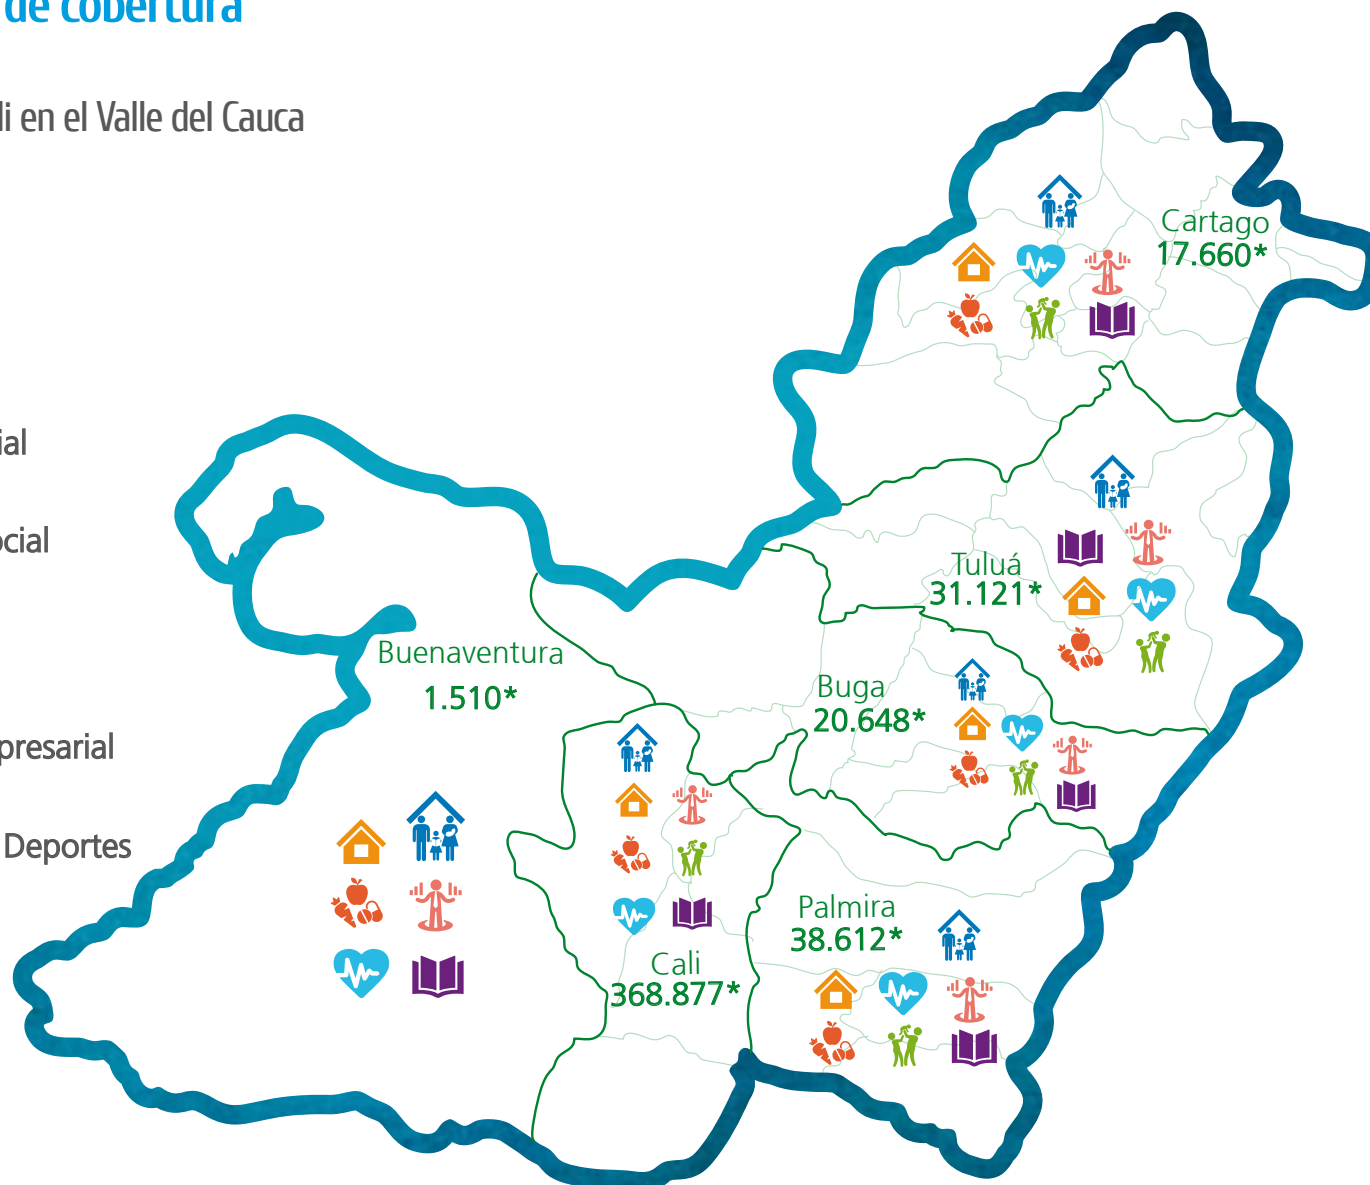 de cobertura
li en el Valle del Cauca
Cartago
17.660*
ial
ocial
Tuluá
31.121*
Buenaventura
1.510*
Buga
20.648*
presarial
Deportes
Palmira
38.612*
Cali
368.877*